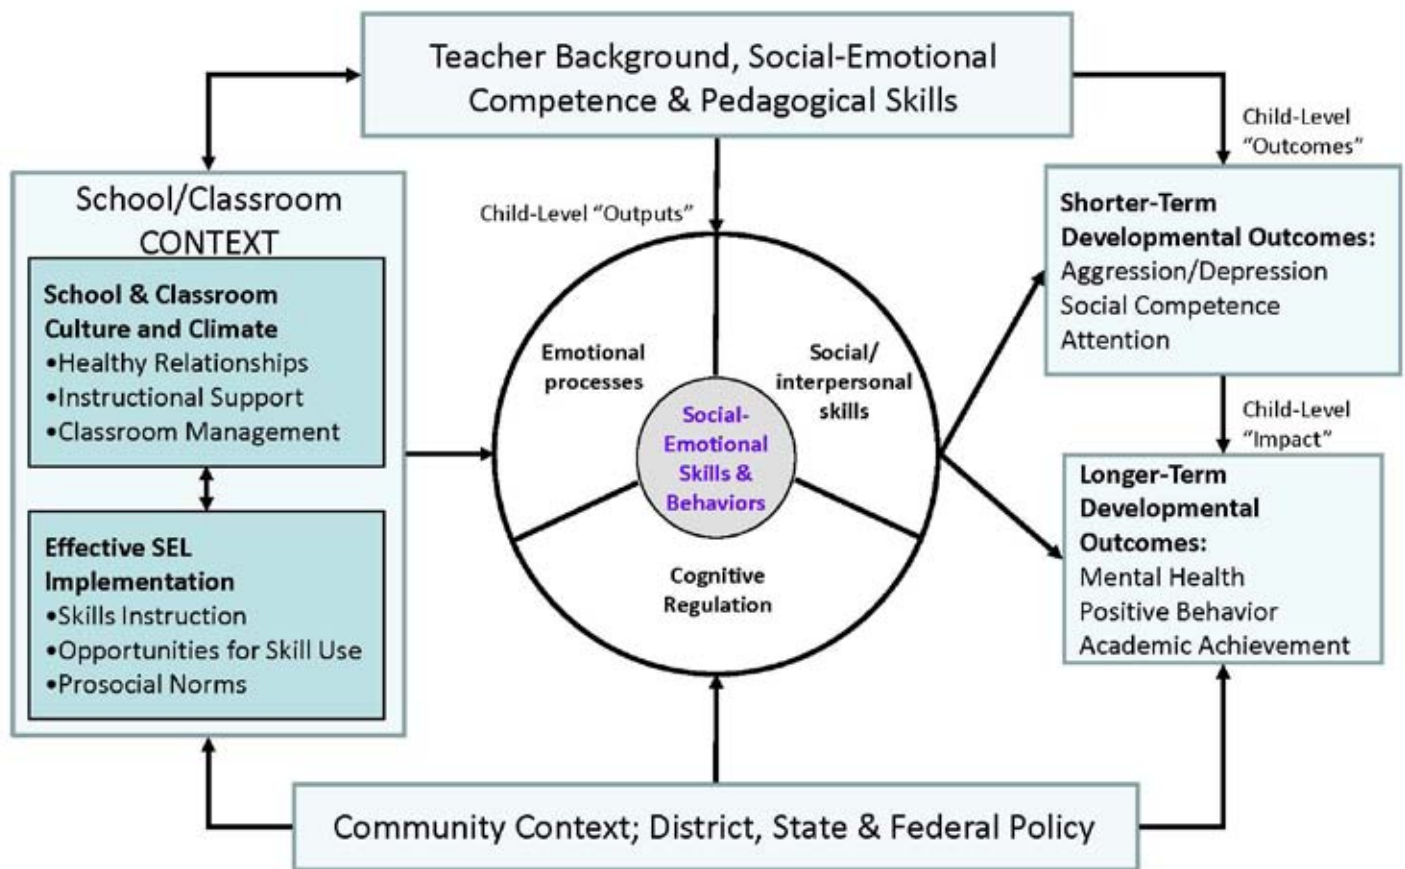 Teacher Background, Social-Emotional
Competence & Pedagogical Skills
Child-Level
“Outcomes”
School/Classroom
CONTEXT
School & Classroom
Culture and Climate
•Healthy Relationships
•Instructional Support
•Classroom Management
Effective SEL
Implementation
•Skills Instruction
•Opportunities for Skill Use
•Prosocial Norms
Child-Level “Outputs”
Emotional
processes
Social/
interpersonal
skills
Social-
Emotional
Skills &
Behaviors
Cognitive
Regulation
Shorter-Term
Developmental Outcomes:
Aggression/Depression
Social Competence
Attention
Child-Level
“Impact”
Longer-Term
Developmental
Outcomes:
Mental Health
Positive Behavior
Academic Achievement
Community Context; District, State & Federal Policy